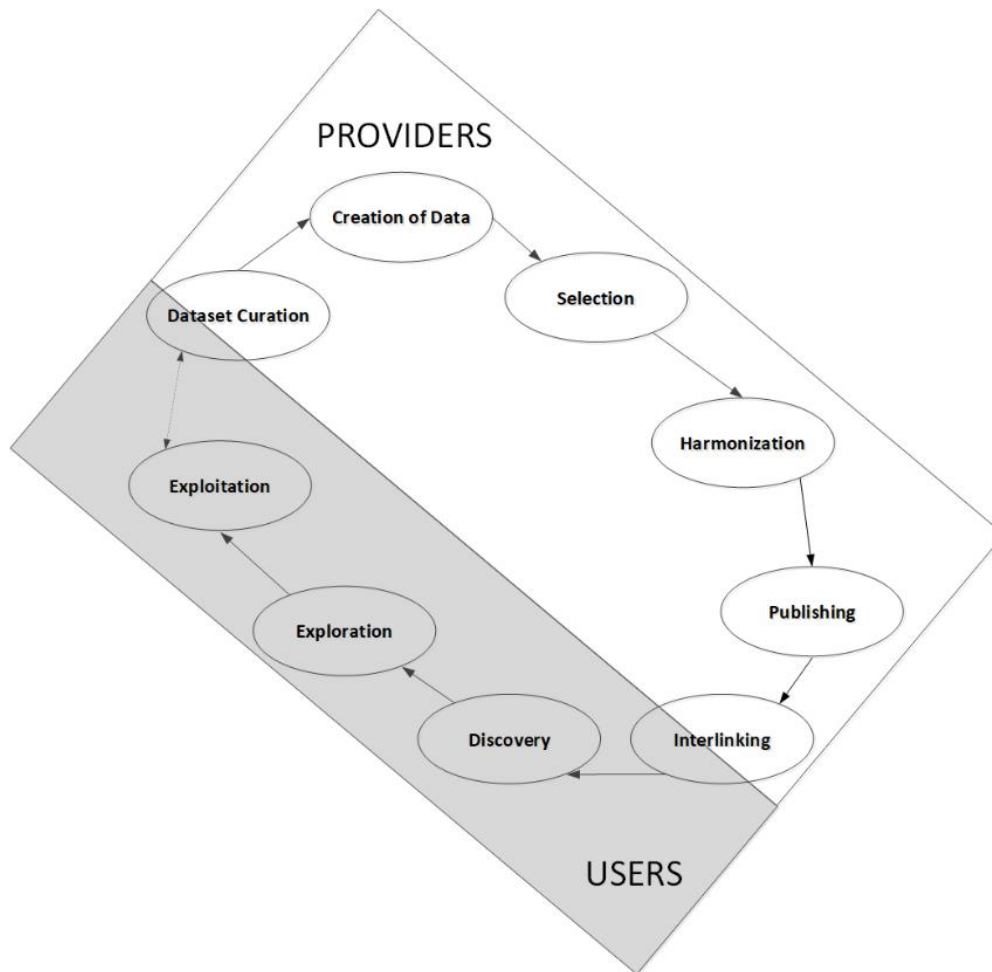 PROVIDERS
Creation of Data
Selection
Dataset Curation
Harmonization
Exploitation
Publishing
Exploration
Discovery
Interlinking
USERS